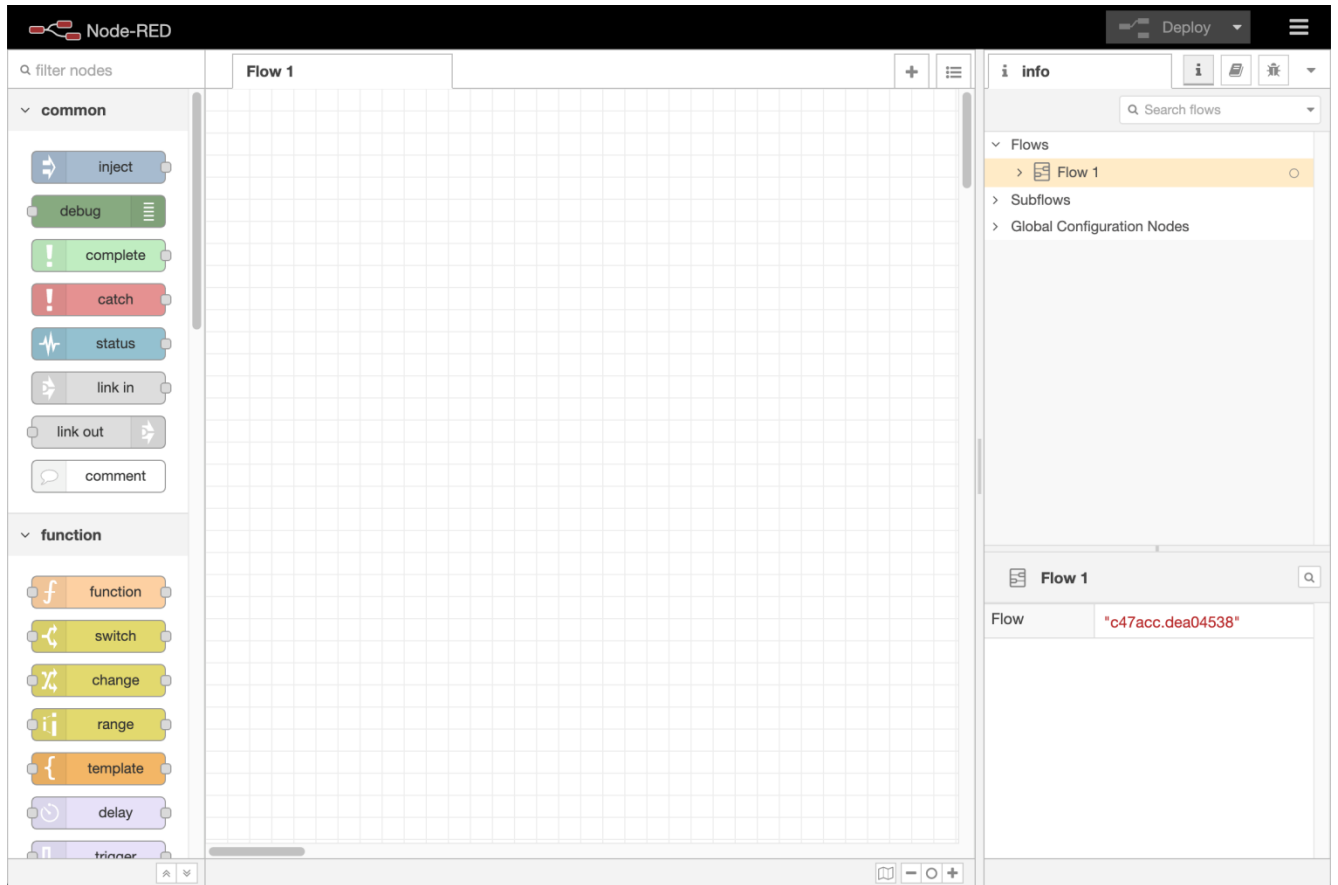 Node-RED
Deploy
filter nodes
Flow 1
i info
i
Search flows
common
inject
debug
complete
catch
status
link in
link out
comment
function
function
switch
change
range
template
delay
trigger
Flows
Flow 1
Subflows
Global Configuration Nodes
Flow 1
Flow
"c47acc.dea04538"